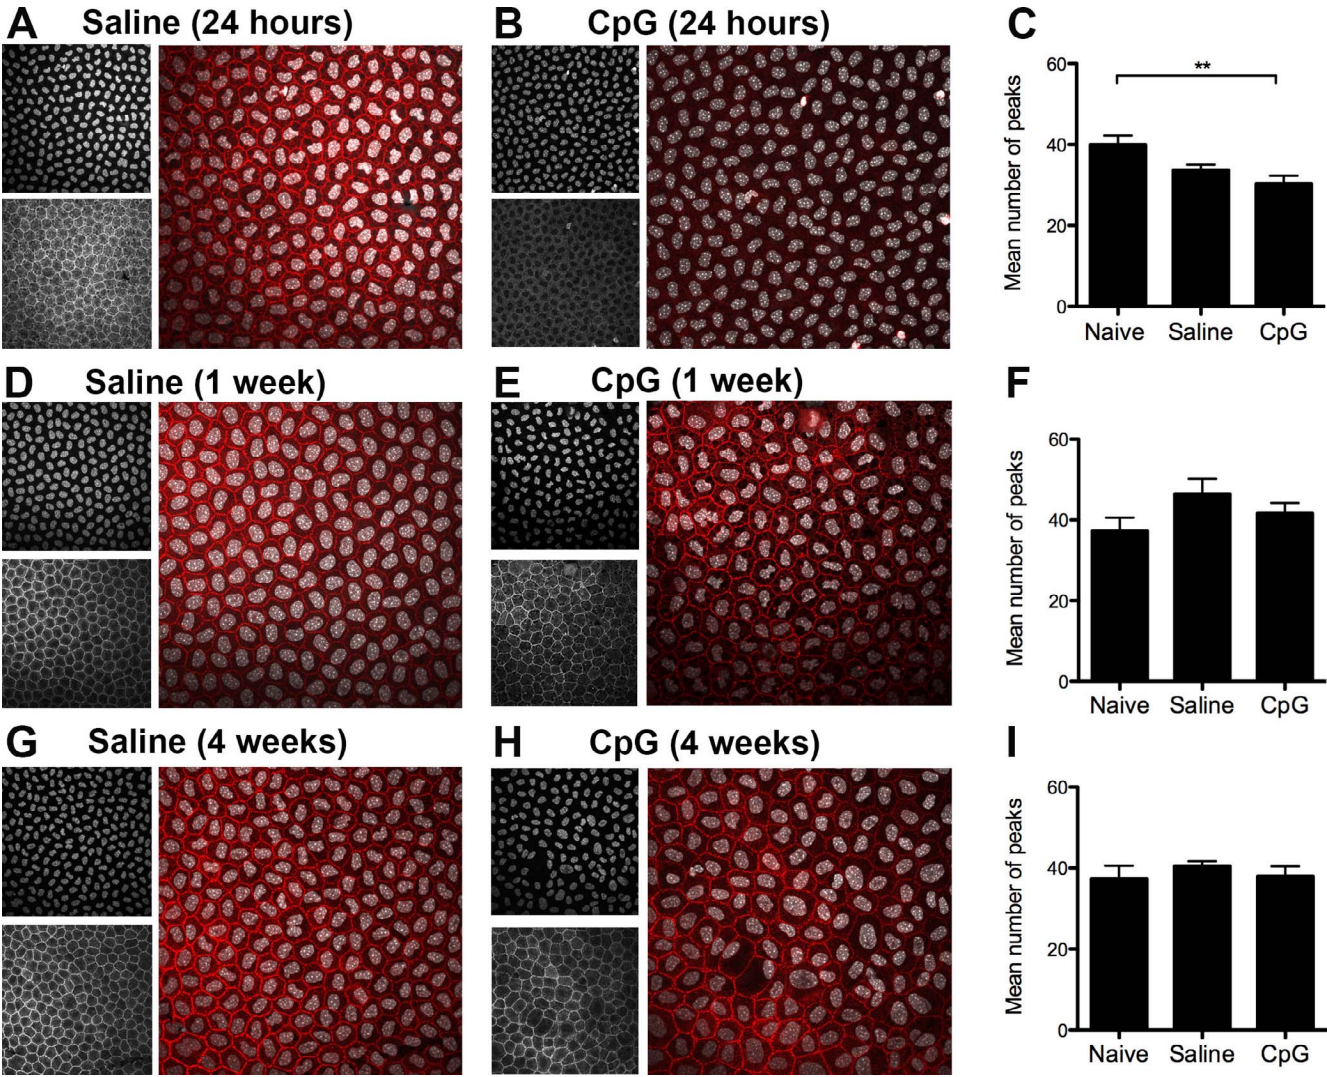 A Saline (24 hours)
B CpG (24 hours)
C
60
40
20
0
Mean number of peaks
**
Naive Saline CpG
D Saline (1 week)
E CpG (1 week)
F
60
40
20
0
Mean number of peaks
Naive Saline CpG
G Saline (4 weeks)
H CpG (4 weeks)
I
60
40
20
0
Mean number of peaks
Naive Saline CpG